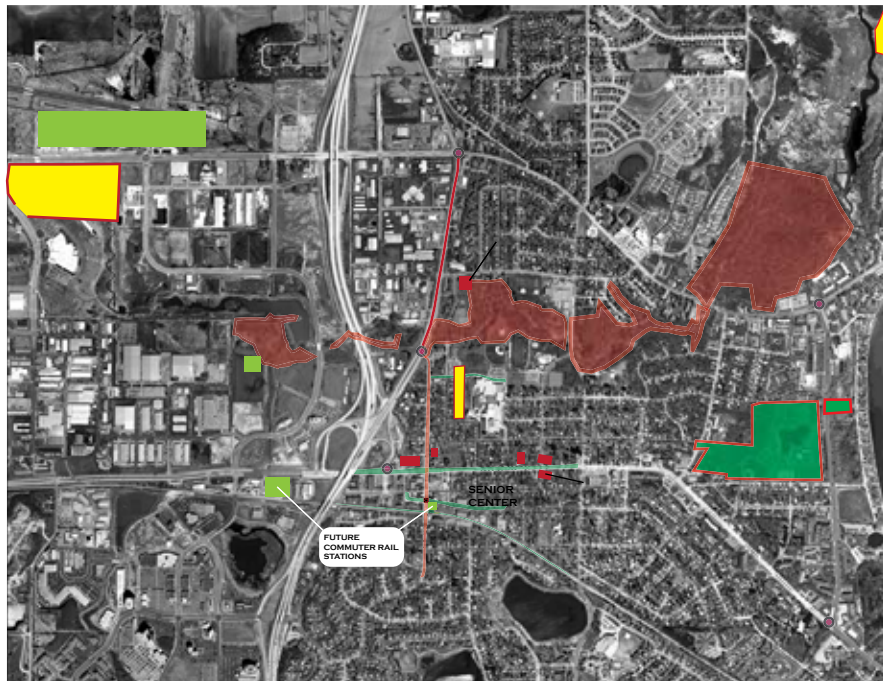 SENIOR
CENTER
FUTURE
COMMUTER RAIL
STATIONS